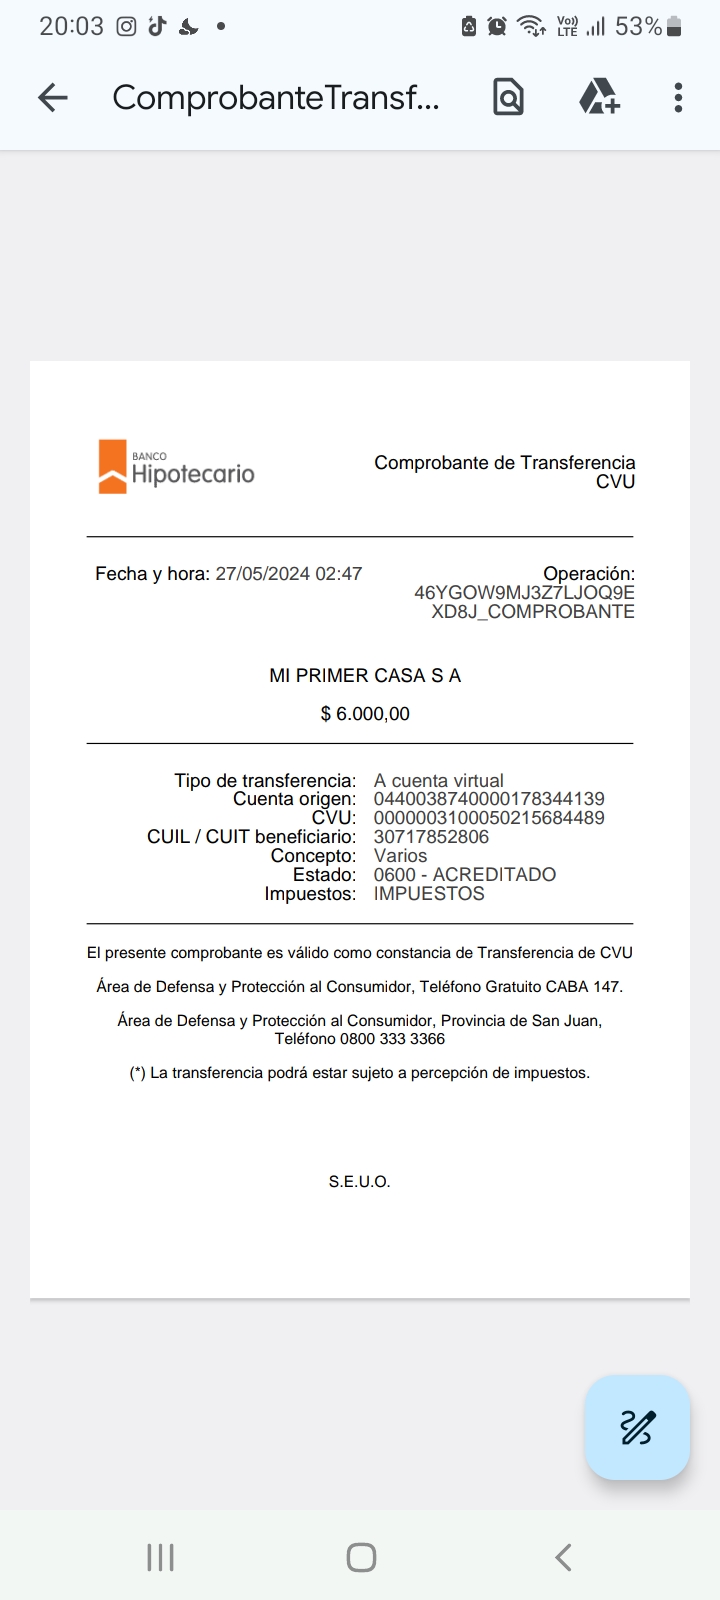 20:03
Vo))
LTE
53%
ComprobanteTransf...
BANCO
Hipotecario
Comprobante de Transferencia
CVU
Fecha y hora: 27/05/2024 02:47
Operación:
46YGOW9MJ3Z7LJOQ9E
XD8J_COMPROBANTE
MI PRIMER CASA S A
$ 6.000,00
Tipo de transferencia: A cuenta virtual
Cuenta origen: 0440038740000178344139
CVU: 0000003100050215684489
CUIL / CUIT beneficiario: 30717852806
Concepto: Varios
Estado: 0600 - ACREDITADO
Impuestos: IMPUESTOS
El presente comprobante es válido como constancia de Transferencia de CVU
Área de Defensa y Protección al Consumidor, Teléfono Gratuito CABA 147.
Área de Defensa y Protección al Consumidor, Provincia de San Juan,
Teléfono 0800 333 3366
(*) La transferencia podrá estar sujeto a percepción de impuestos.
S.E.U.O.